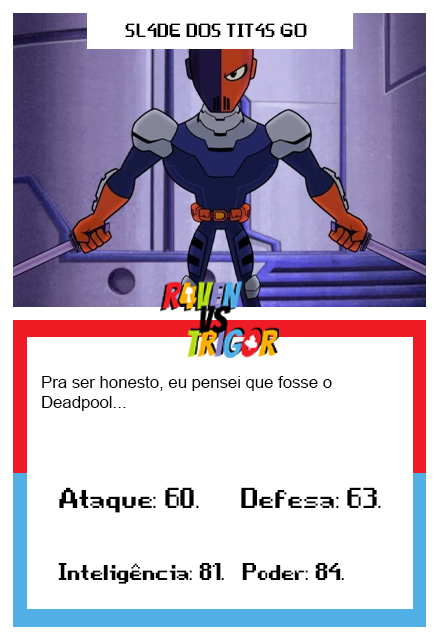 SL4DE DOS TIT4S GO
R4VEN
VS
TRIGOR
Pra ser honesto, eu pensei que fosse o
Deadpool...
Ataque: 60. Defesa: 63.
Inteligência: 81. Poder: 84.